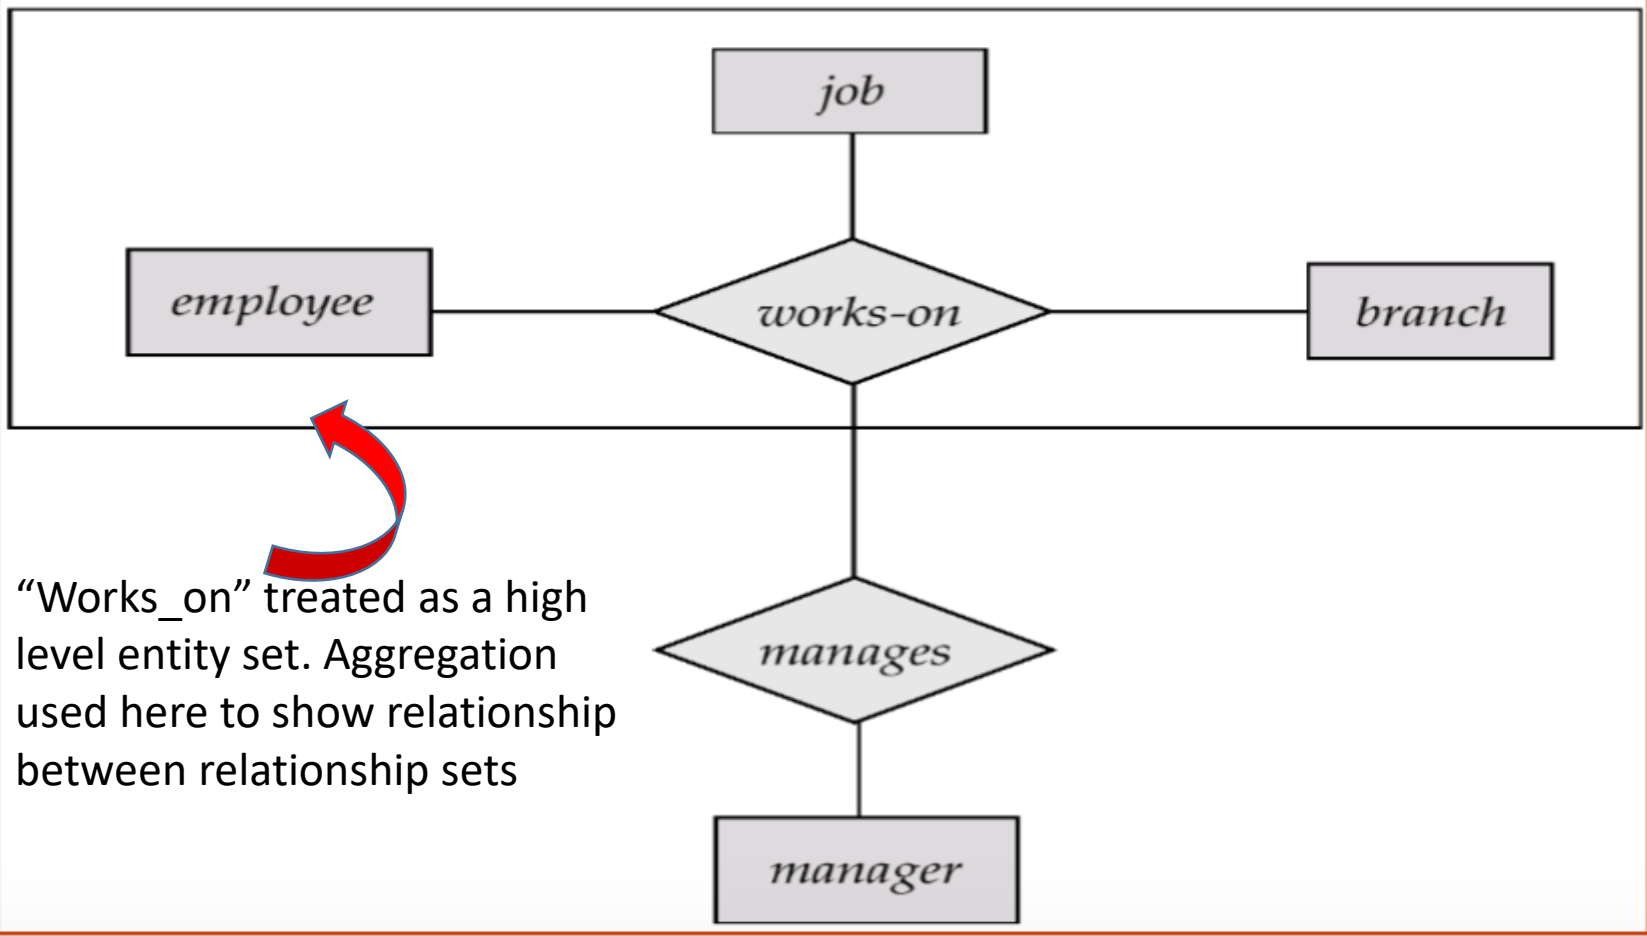 job
employee
works-on
branch
“Works_on” treated as a high
level entity set. Aggregation
used here to show relationship
between relationship sets
manages
manager